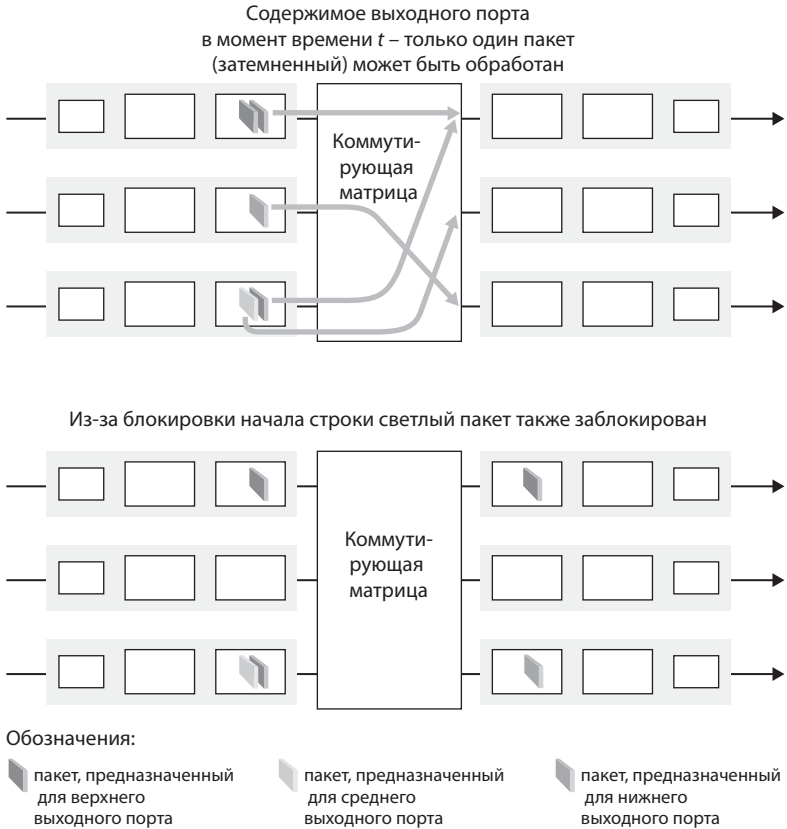 Содержимое выходного порта
в момент времени t – только один пакет
(затемненный) может быть обработан
Коммути-
рующая
матрица
Из-за блокировки начала строки светлый пакет также заблокирован
Коммути-
рующая
матрица
Обозначения:
пакет, предназначенный
для верхнего
выходного порта
пакет, предназначенный
для среднего
выходного порта
пакет, предназначенный
для нижнего
выходного порта